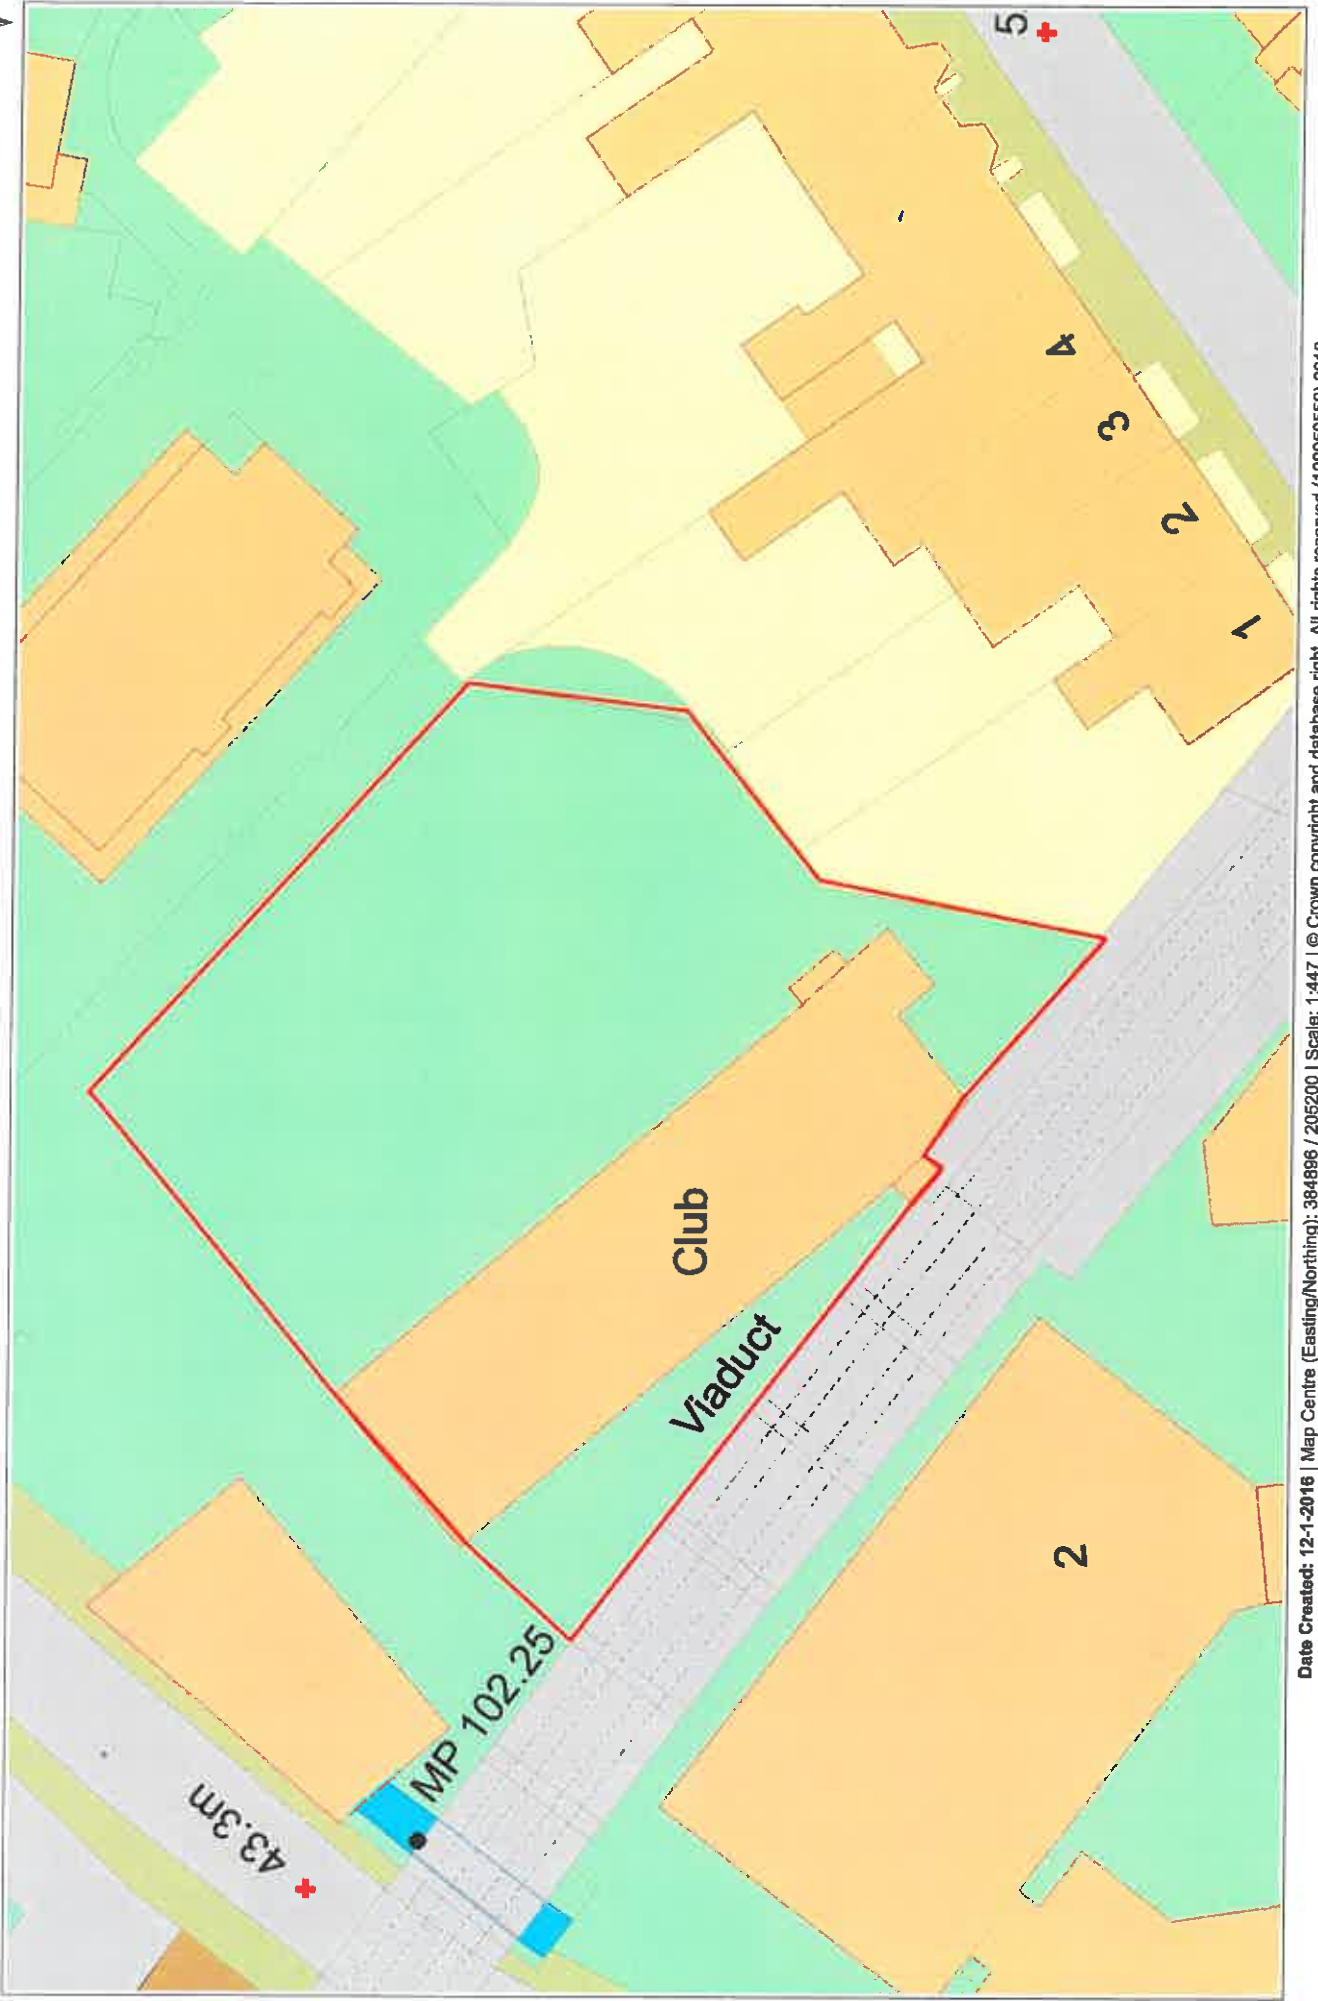 5
4
3
2
1
Club
Viaduct
MP 102.25
43.3m
2
Date Created: 12-1-2016 | Map Centre (Easting/Northing): 384896 / 205200 | Scale: 1:447 | © Crown copyright and database right. All rights reserved